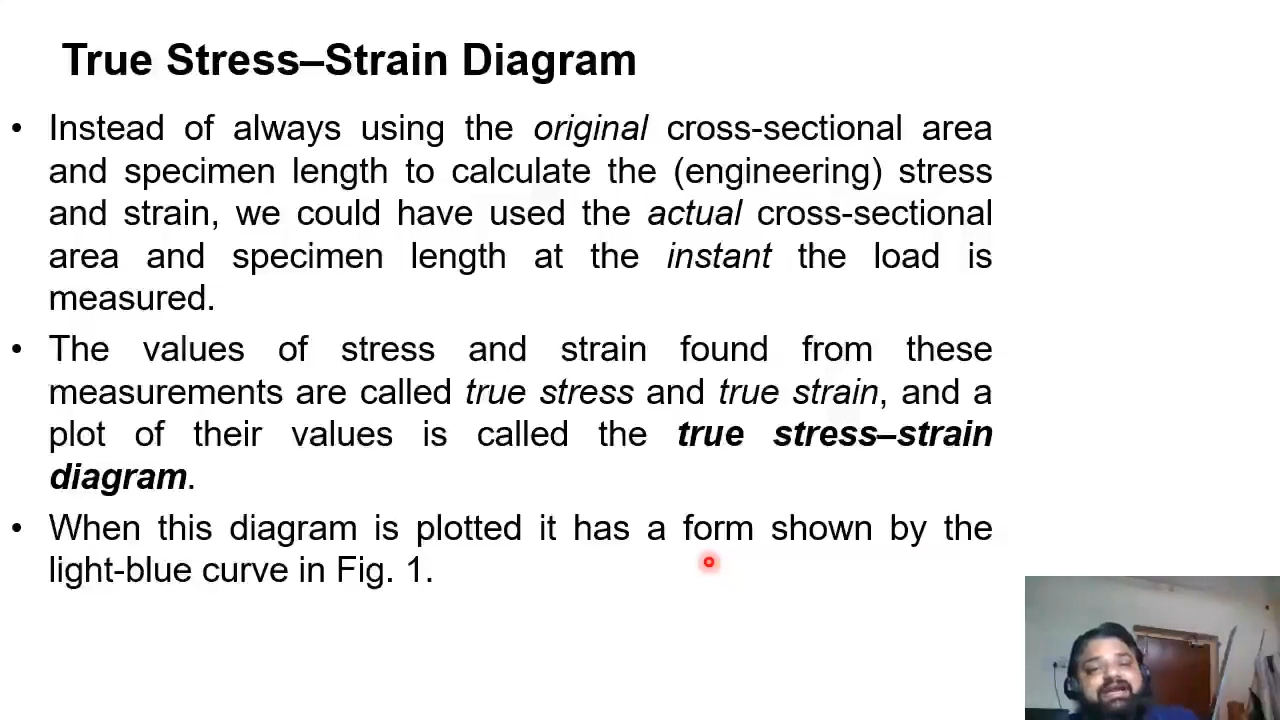 True Stress–Strain Diagram
• Instead of always using the original cross-sectional area
and specimen length to calculate the (engineering) stress
and strain, we could have used the actual cross-sectional
area and specimen length at the instant the load is
measured.
• The values of stress and strain found from these
measurements are called true stress and true strain, and a
plot of their values is called the true stress–strain
diagram.
• When this diagram is plotted it has a form shown by the
light-blue curve in Fig. 1.